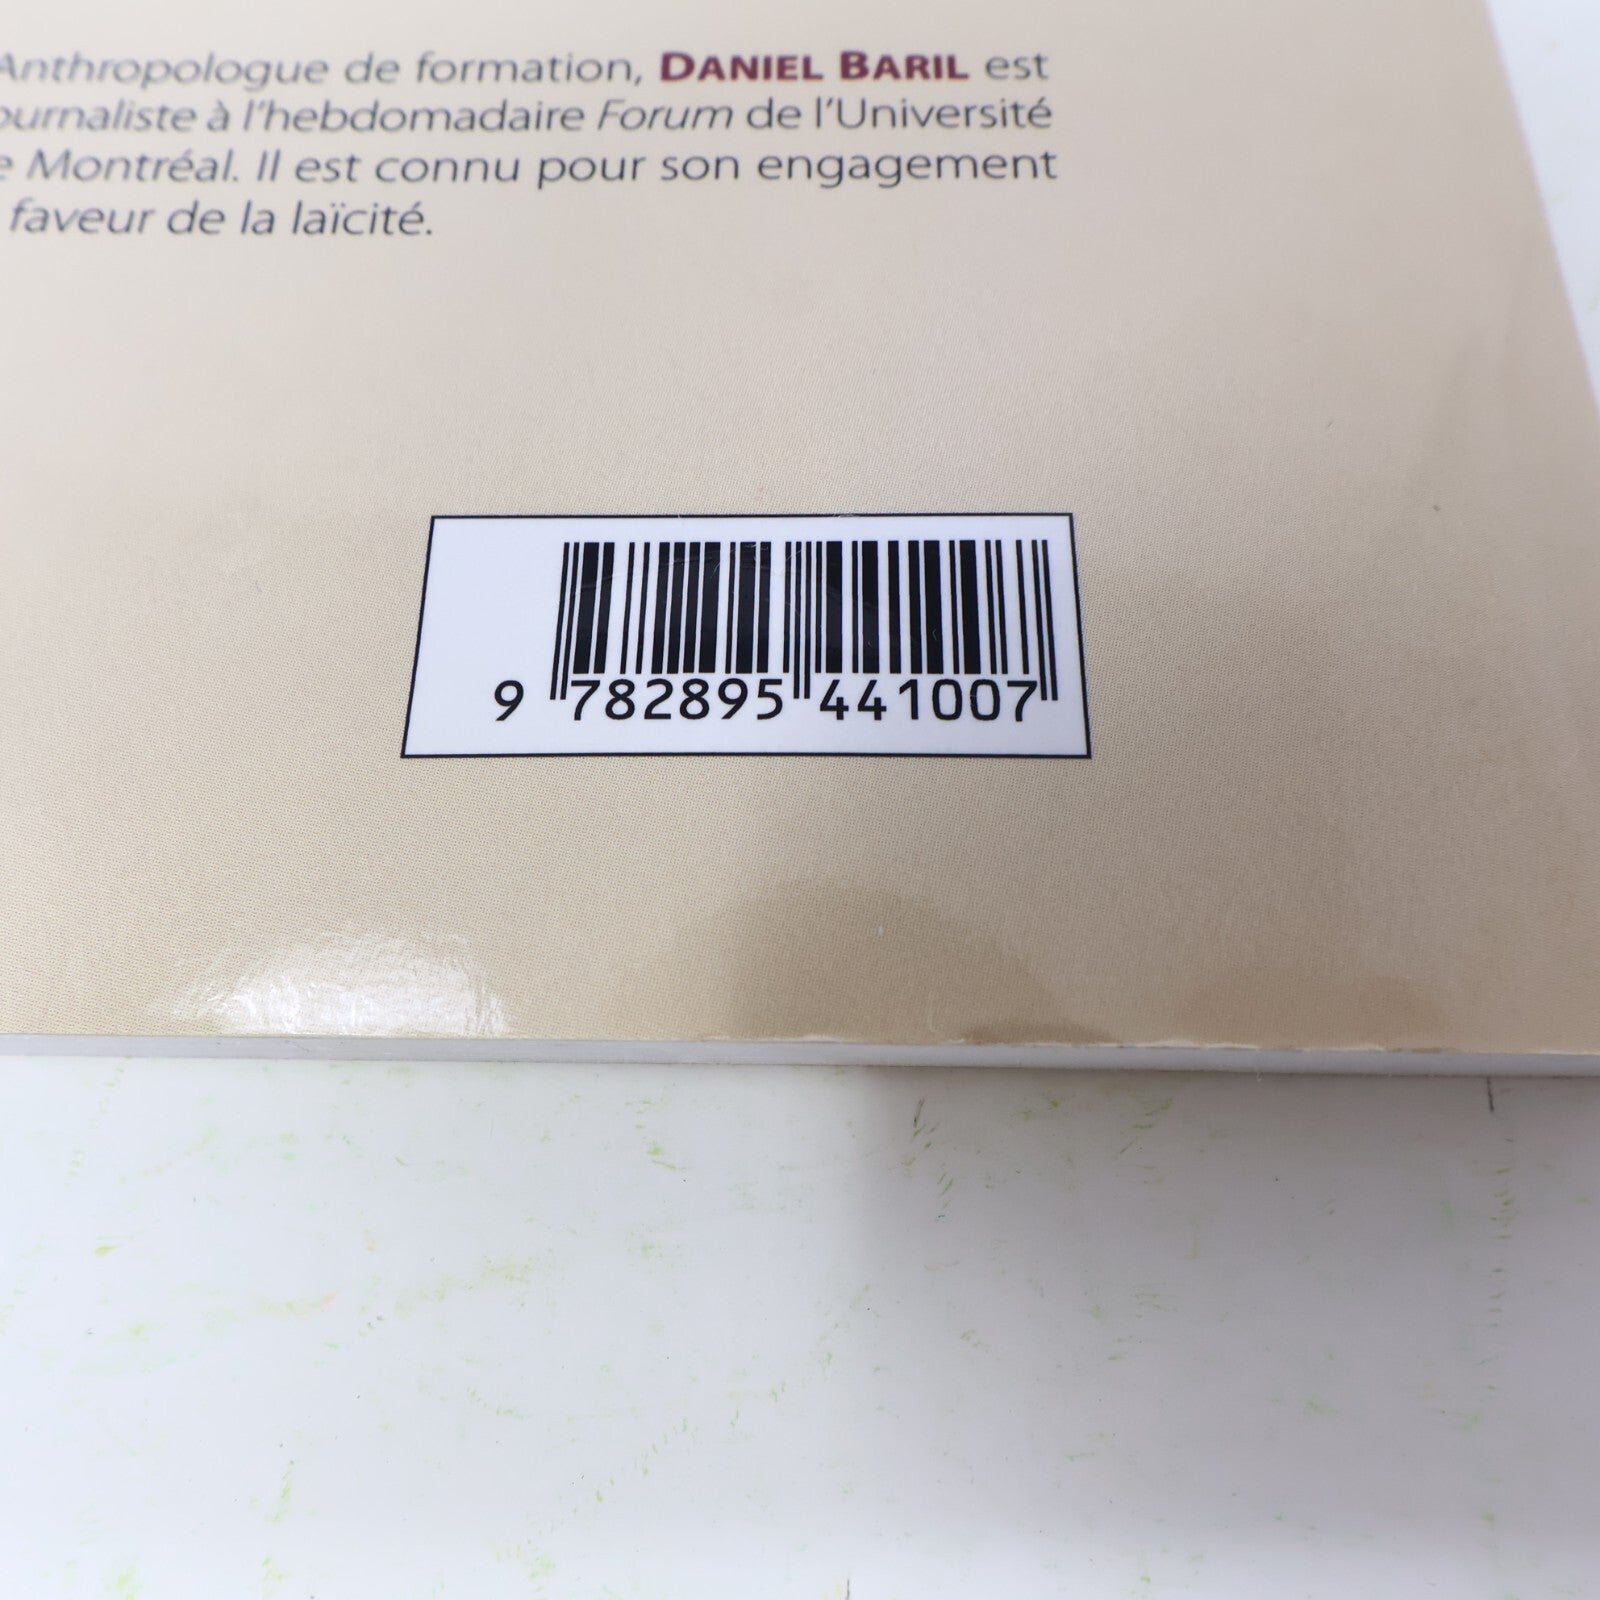 Anthropologue de formation, DANIEL BARIL est
ournaliste à l'hebdomadaire Forum de l'Université
e Montréal. Il est connu pour son engagement
faveur de la laïcité.
9 782895 441007